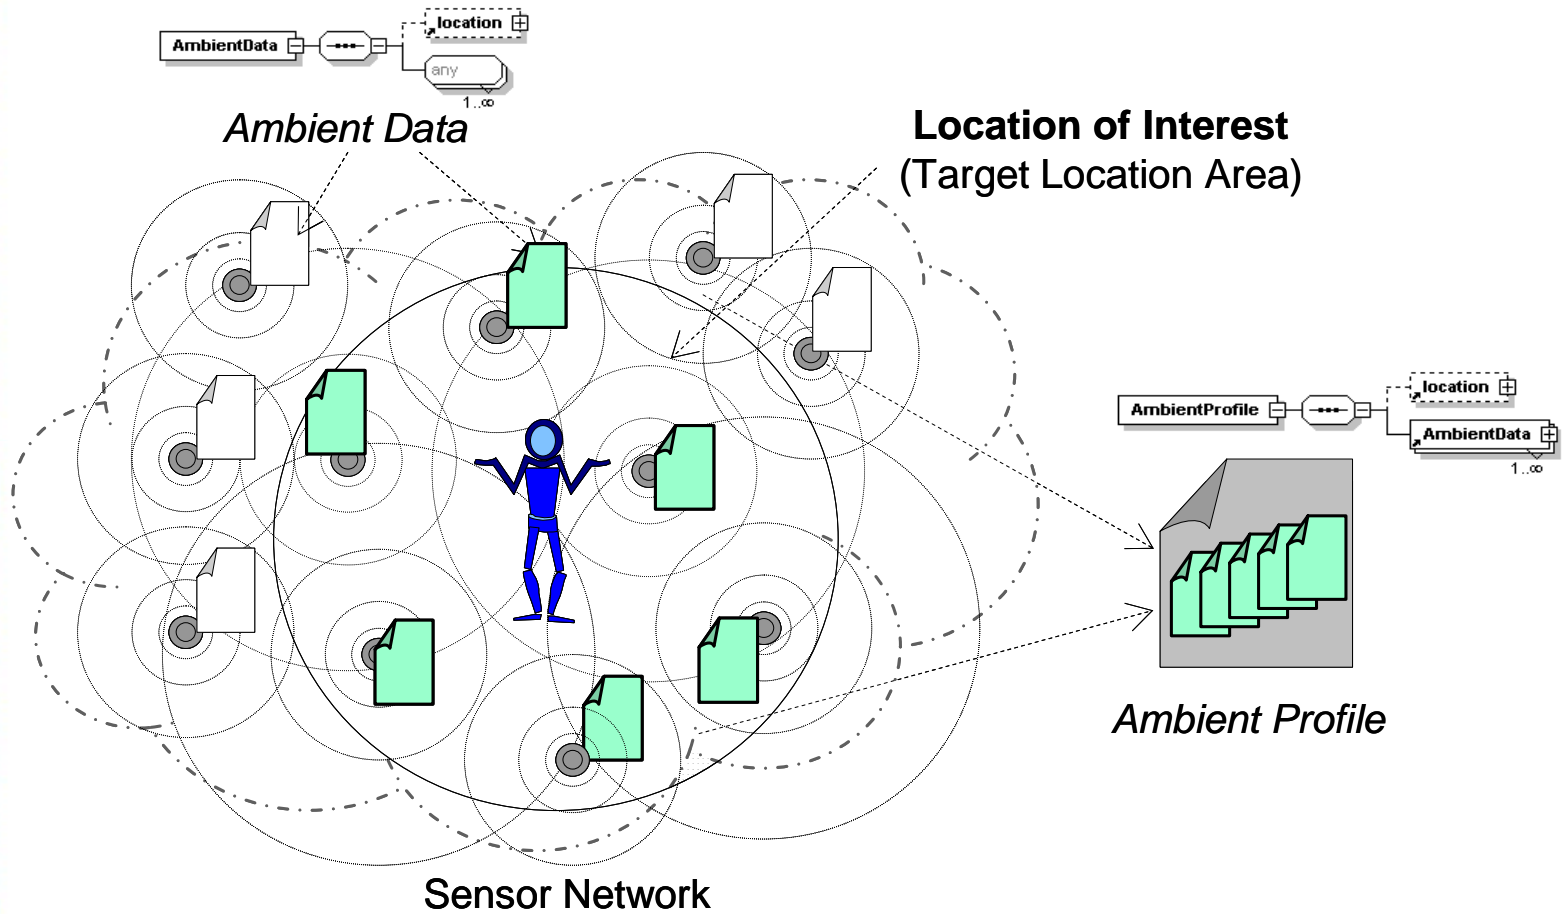 location
AmbientData
any
1..∞
Ambient Data
Location of Interest
(Target Location Area)
location
AmbientProfile
AmbientData
1..∞
Ambient Profile
Sensor Network